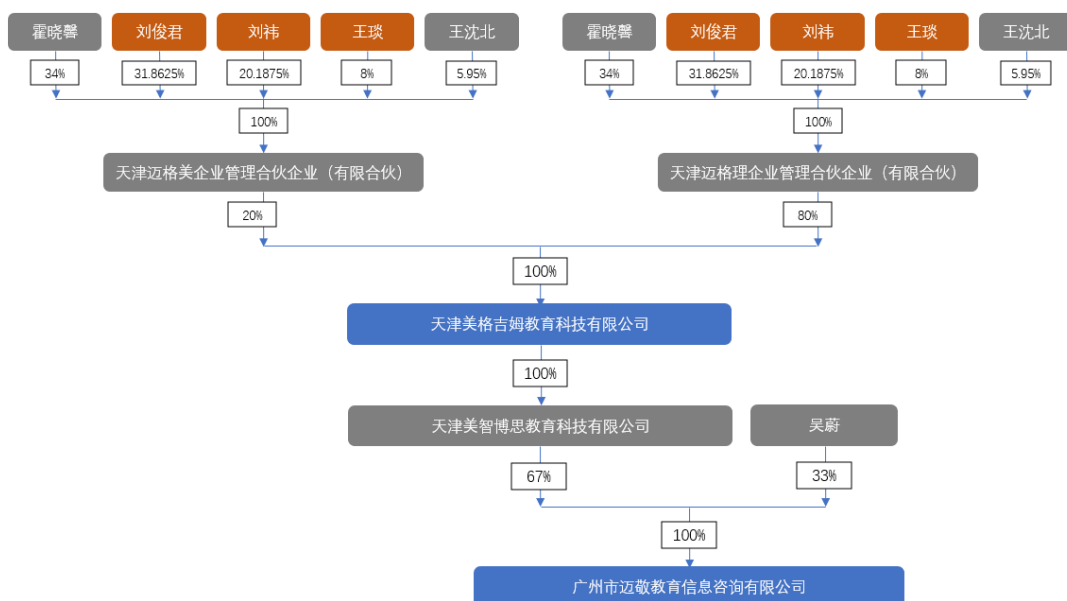 霍晓馨 刘俊君 刘祎 王琰 王沈北 霍晓馨 刘俊君 刘祎 王琰 王沈北
34% 31.8625% 20.1875% 8% 5.95% 34% 31.8625% 20.1875% 8% 5.95%
100% 100%
天津迈格美企业管理合伙企业（有限合伙） 天津迈格理企业管理合伙企业（有限合伙）
20% 80%
100%
天津美格吉姆教育科技有限公司
100%
天津美智博思教育科技有限公司 吴蔚
67% 33%
100%
广州市迈敬教育信息咨询有限公司